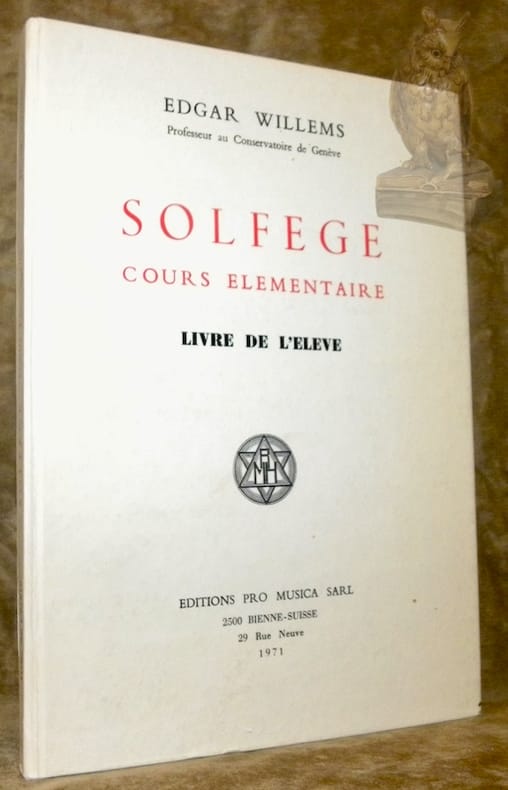 EDGAR WILLEMS
Professeur au Conservatoire de Genève
SOLFEGE
COURS ELEMENTAIRE
LIVRE DE L'ELEVE
EDITIONS PRO MUSICA SARL
2500 BIENNE-SUISSE
29 Rue Neuve
1971